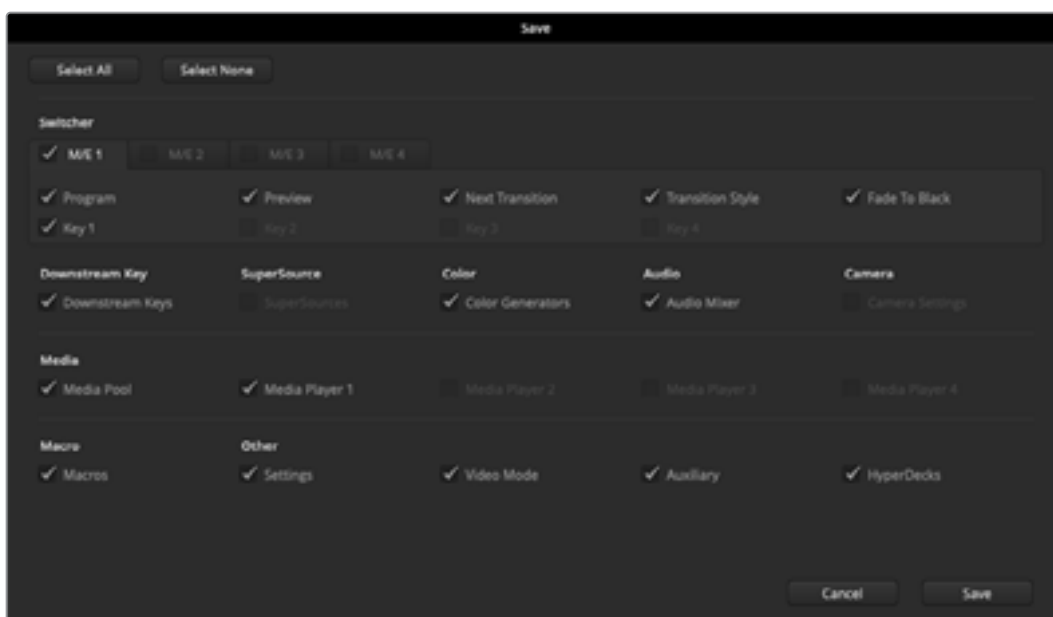 Save
Select All Select None
Switcher
M/E 1 M/E 2 M/E 3 M/E 4
Program Preview Next Transition Transition Style Fade To Black
Key 1 Key 2 Key 3 Key 4
Downstream Key SuperSource Color Audio Camera
Downstream Keys SuperSources Color Generators Audio Mixer Camera Settings
Media
Media Pool Media Player 1 Media Player 2 Media Player 3 Media Player 4
Macro Other
Macros Settings Video Mode Auxiliary HyperDecks
Cancel Save